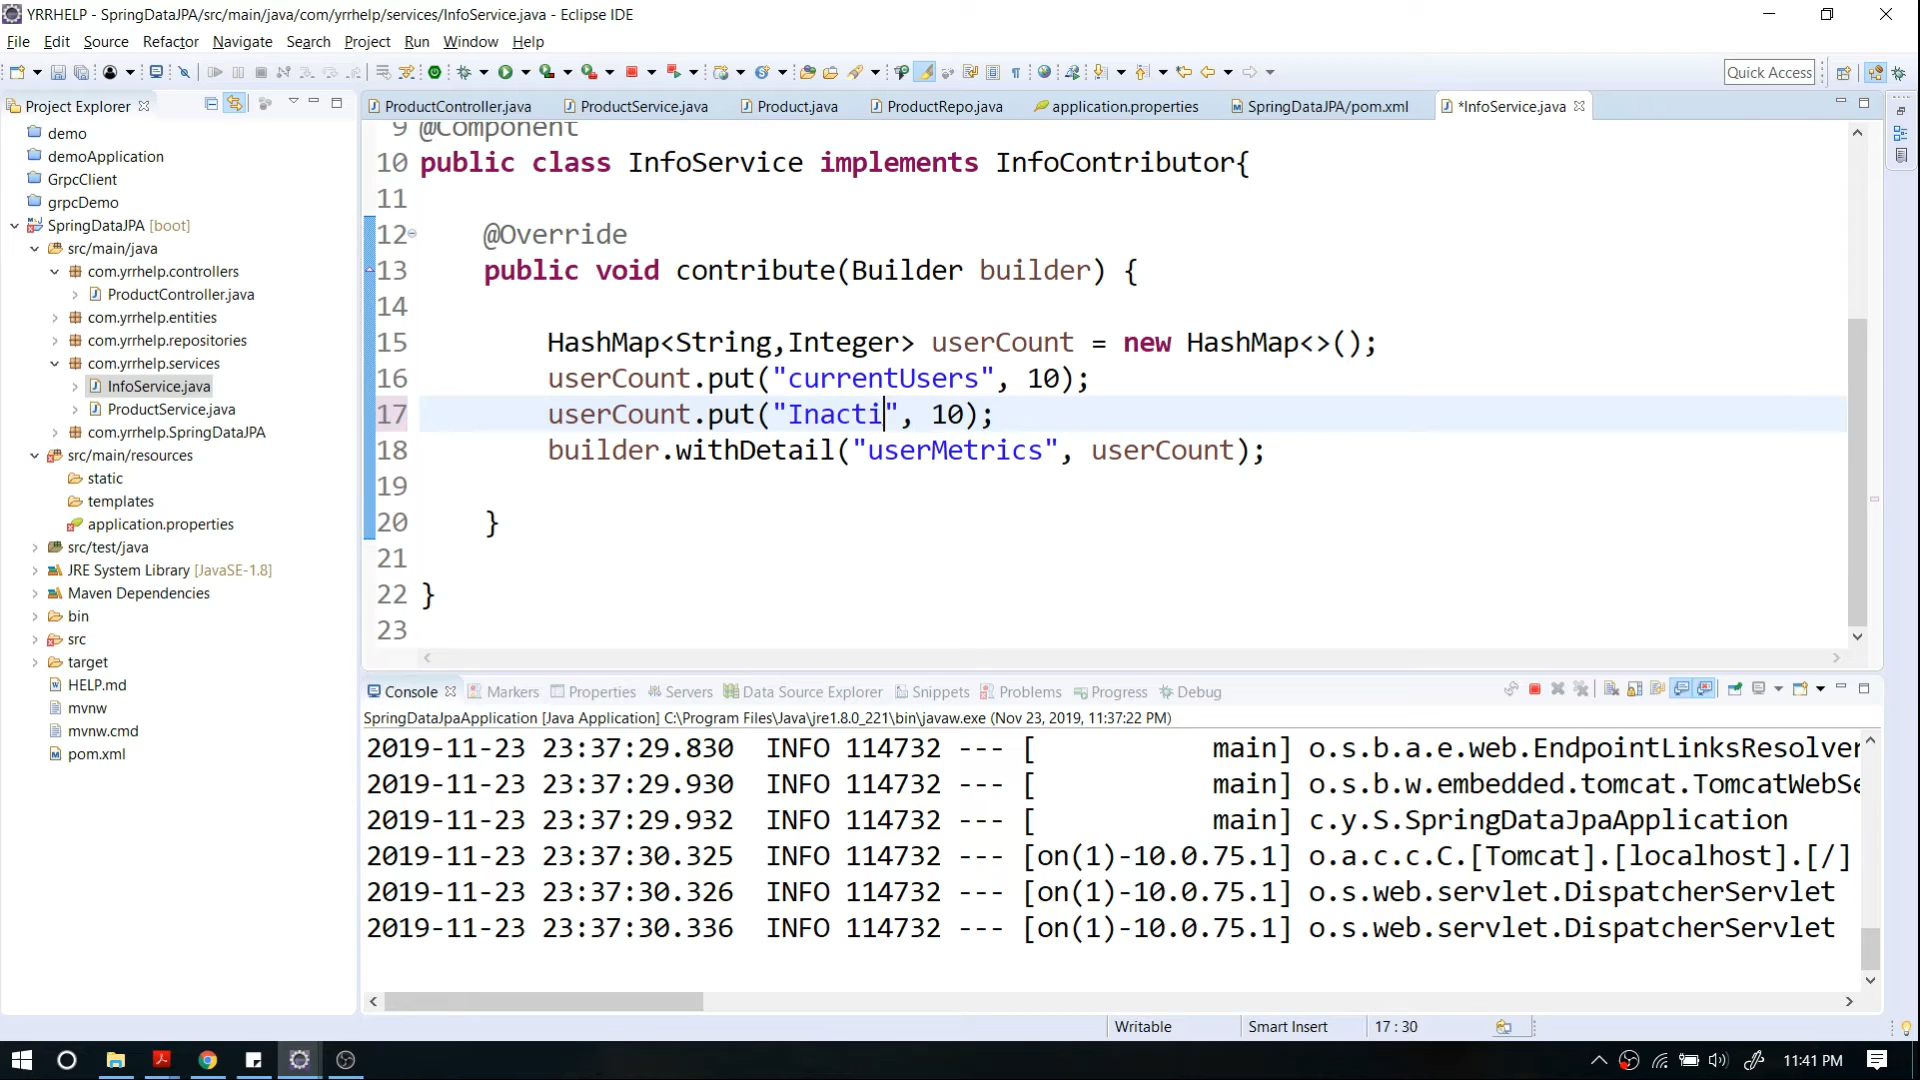 YRRHELP - SpringDataJPA/src/main/java/com/yrrhelp/services/InfoService.java - Eclipse IDE
File Edit Source Refactor Navigate Search Project Run Window Help
Quick Access
Project Explorer
demo
demoApplication
GrpcClient
grpcDemo
SpringDataJPA [boot]
src/main/java
com.yrrhelp.controllers
ProductController.java
com.yrrhelp.entities
com.yrrhelp.repositories
com.yrrhelp.services
InfoService.java
ProductService.java
com.yrrhelp.SpringDataJPA
src/main/resources
static
templates
application.properties
src/test/java
JRE System Library [JavaSE-1.8]
Maven Dependencies
bin
src
target
HELP.md
mvnw
mvnw.cmd
pom.xml
ProductController.java ProductService.java Product.java ProductRepo.java application.properties SpringDataJPA/pom.xml *InfoService.java
9 @Component
10 public class InfoService implements InfoContributor{
11
12 @Override
13 public void contribute(Builder builder) {
14
15 HashMap<String,Integer> userCount = new HashMap<>();
16 userCount.put("currentUsers", 10);
17 userCount.put("Inacti", 10);
18 builder.withDetail("userMetrics", userCount);
19
20 }
21
22 }
23
Console Markers Properties Servers Data Source Explorer Snippets Problems Progress Debug
SpringDataJpaApplication [Java Application] C:\Program Files\Java\jre1.8.0_221\bin\javaw.exe (Nov 23, 2019, 11:37:22 PM)
2019-11-23 23:37:29.830 INFO 114732 --- [ main] o.s.b.a.e.web.EndpointLinksResolver
2019-11-23 23:37:29.930 INFO 114732 --- [ main] o.s.b.w.embedded.tomcat.TomcatWebSe
2019-11-23 23:37:29.932 INFO 114732 --- [ main] c.y.S.SpringDataJpaApplication
2019-11-23 23:37:30.325 INFO 114732 --- [on(1)-10.0.75.1] o.a.c.c.C.[Tomcat].[localhost].[/]
2019-11-23 23:37:30.326 INFO 114732 --- [on(1)-10.0.75.1] o.s.web.servlet.DispatcherServlet
2019-11-23 23:37:30.336 INFO 114732 --- [on(1)-10.0.75.1] o.s.web.servlet.DispatcherServlet
Writable Smart Insert 17 : 30
11:41 PM